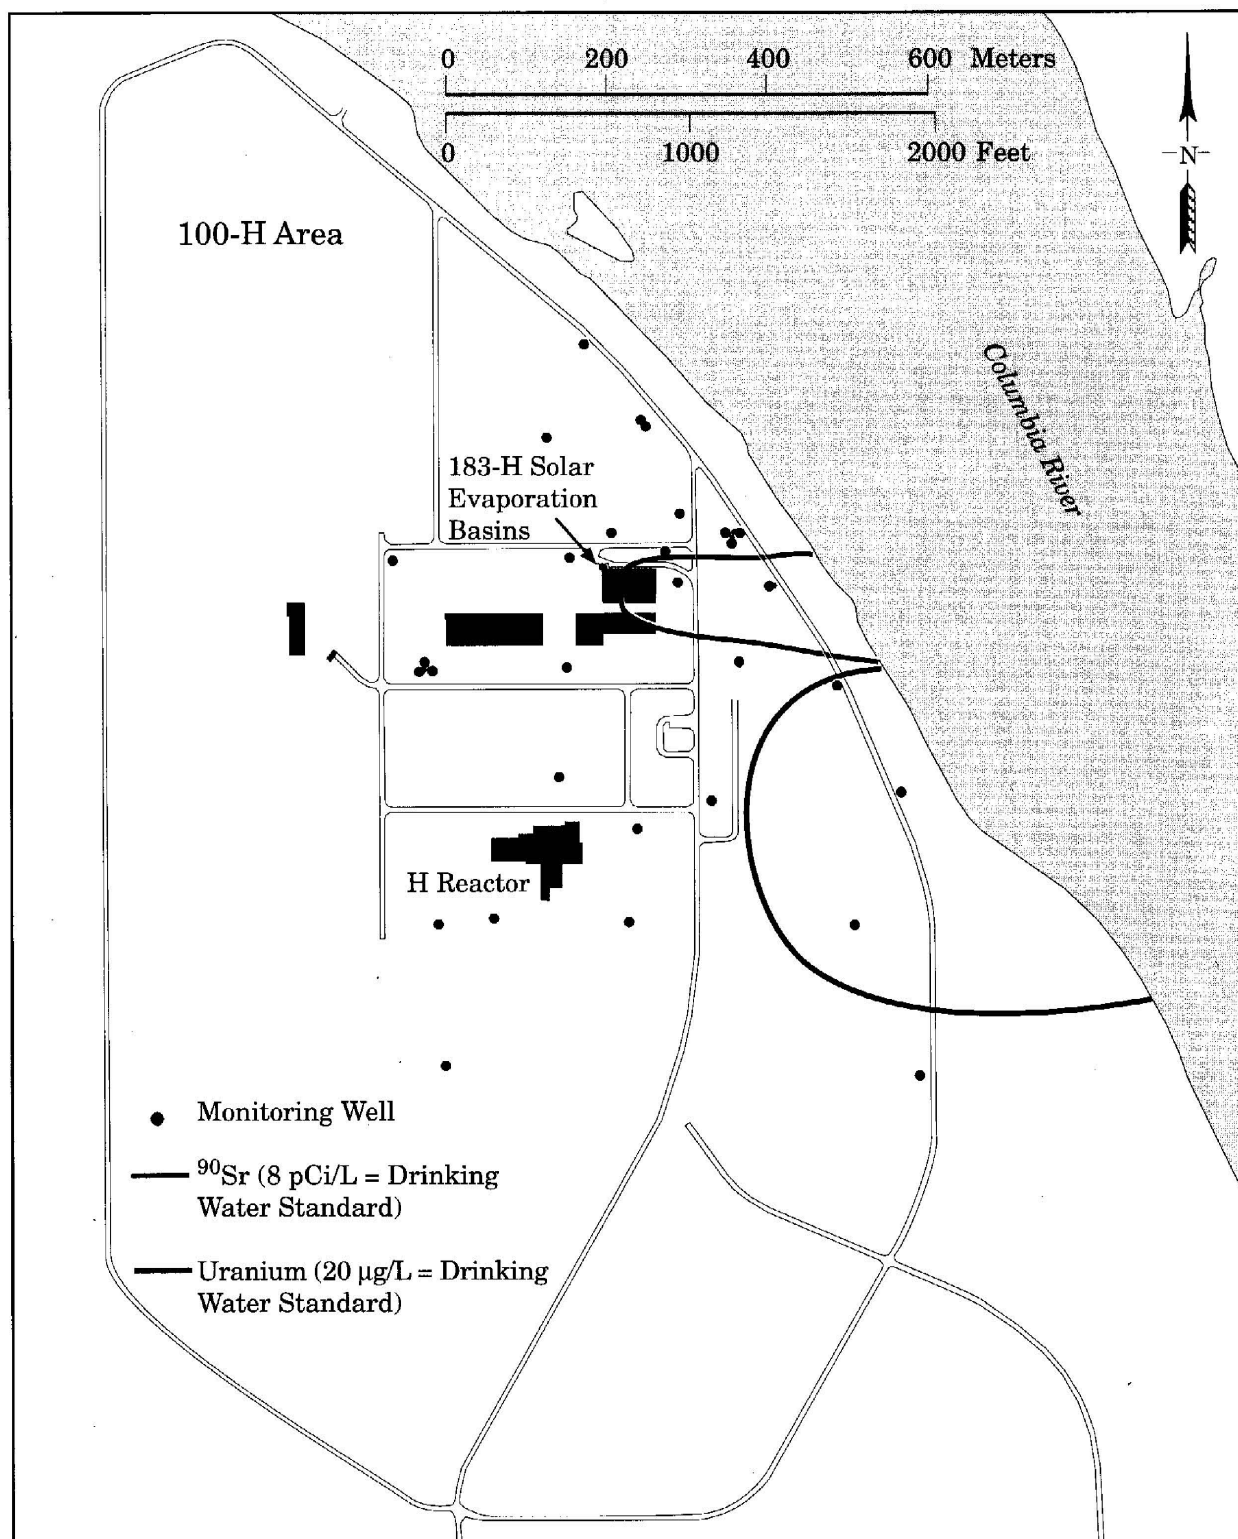 0 200 400 600 Meters
0 1000 2000 Feet
N
100-H Area
Columbia River
183-H Solar
Evaporation
Basins
H Reactor
Monitoring Well
⁹⁰Sr (8 pCi/L = Drinking
Water Standard)
Uranium (20 µg/L = Drinking
Water Standard)